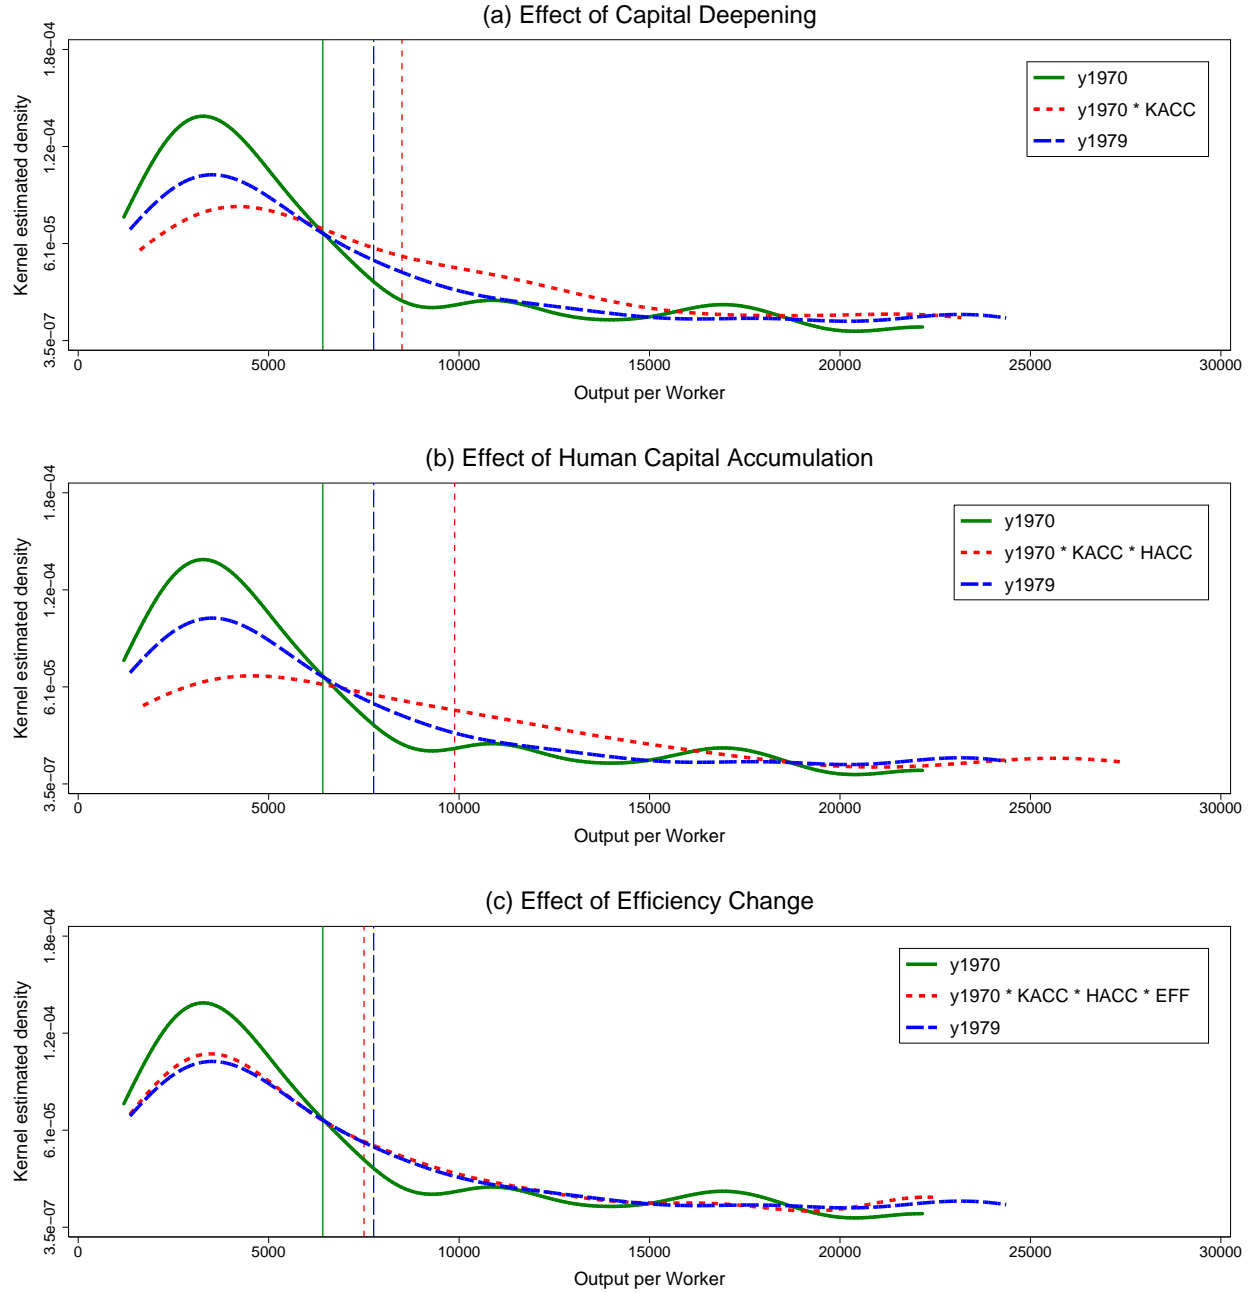 (a) Effect of Capital Deepening
Kernel estimated density
1.8e−04
1.2e−04
6.1e−05
3.5e−07
y1970
y1970 * KACC
y1979
0 5000 10000 15000 20000 25000 30000
Output per Worker
(b) Effect of Human Capital Accumulation
Kernel estimated density
1.8e−04
1.2e−04
6.1e−05
3.5e−07
y1970
y1970 * KACC * HACC
y1979
0 5000 10000 15000 20000 25000 30000
Output per Worker
(c) Effect of Efficiency Change
Kernel estimated density
1.8e−04
1.2e−04
6.1e−05
3.5e−07
y1970
y1970 * KACC * HACC * EFF
y1979
0 5000 10000 15000 20000 25000 30000
Output per Worker